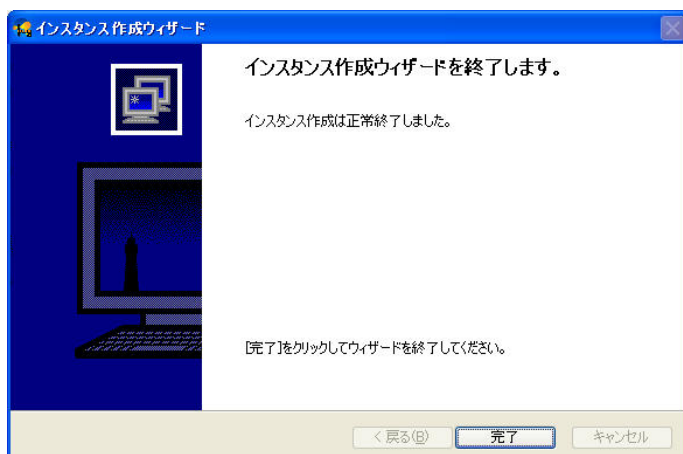 インスタンス作成ウィザード
インスタンス作成ウィザードを終了します。
インスタンス作成は正常終了しました。
[完了]をクリックしてウィザードを終了してください。
< 戻る(B)
完了
キャンセル